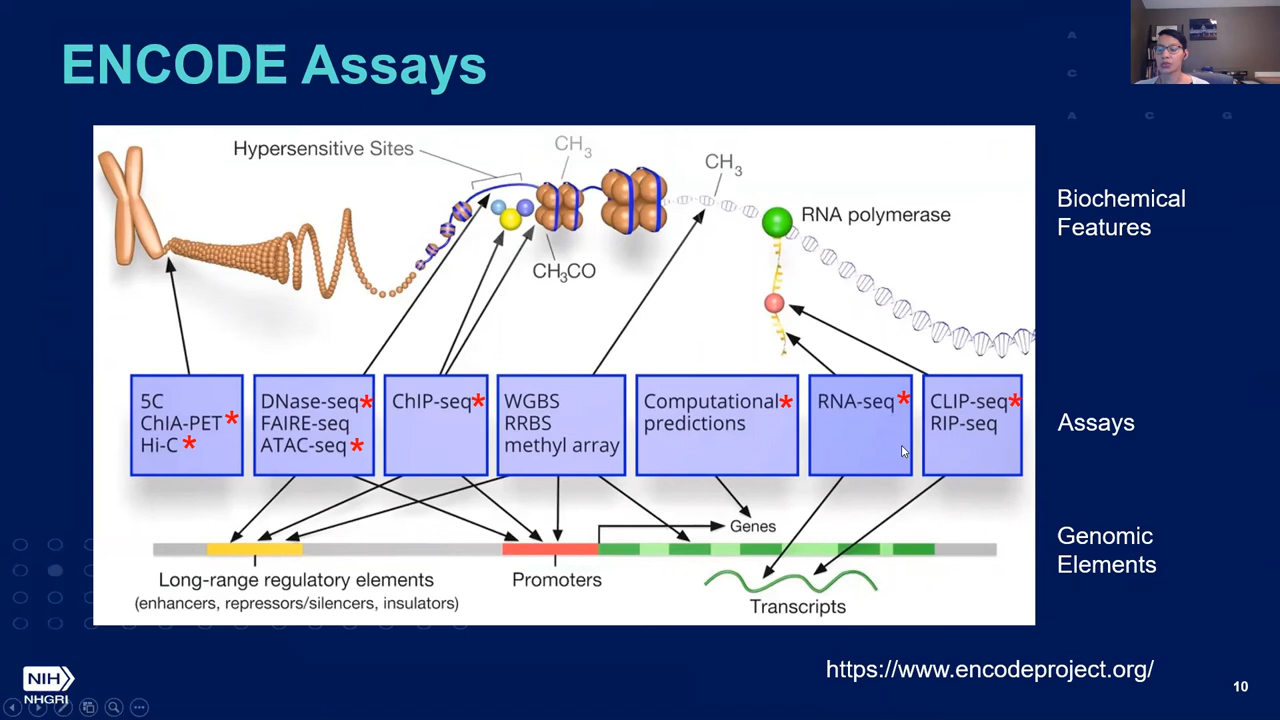 ENCODE Assays
Hypersensitive Sites
CH3
CH3
RNA polymerase
CH3CO
Biochemical
Features
5C
ChIA-PET*
Hi-C*
DNase-seq*
FAIRE-seq
ATAC-seq*
ChIP-seq*
WGBS
RRBS
methyl array
Computational*
predictions
RNA-seq*
CLIP-seq*
RIP-seq
Assays
Genes
Long-range regulatory elements
(enhancers, repressors/silencers, insulators)
Promoters
Transcripts
Genomic
Elements
https://www.encodeproject.org/
NIH
NHGRI
10
A
C
A C G